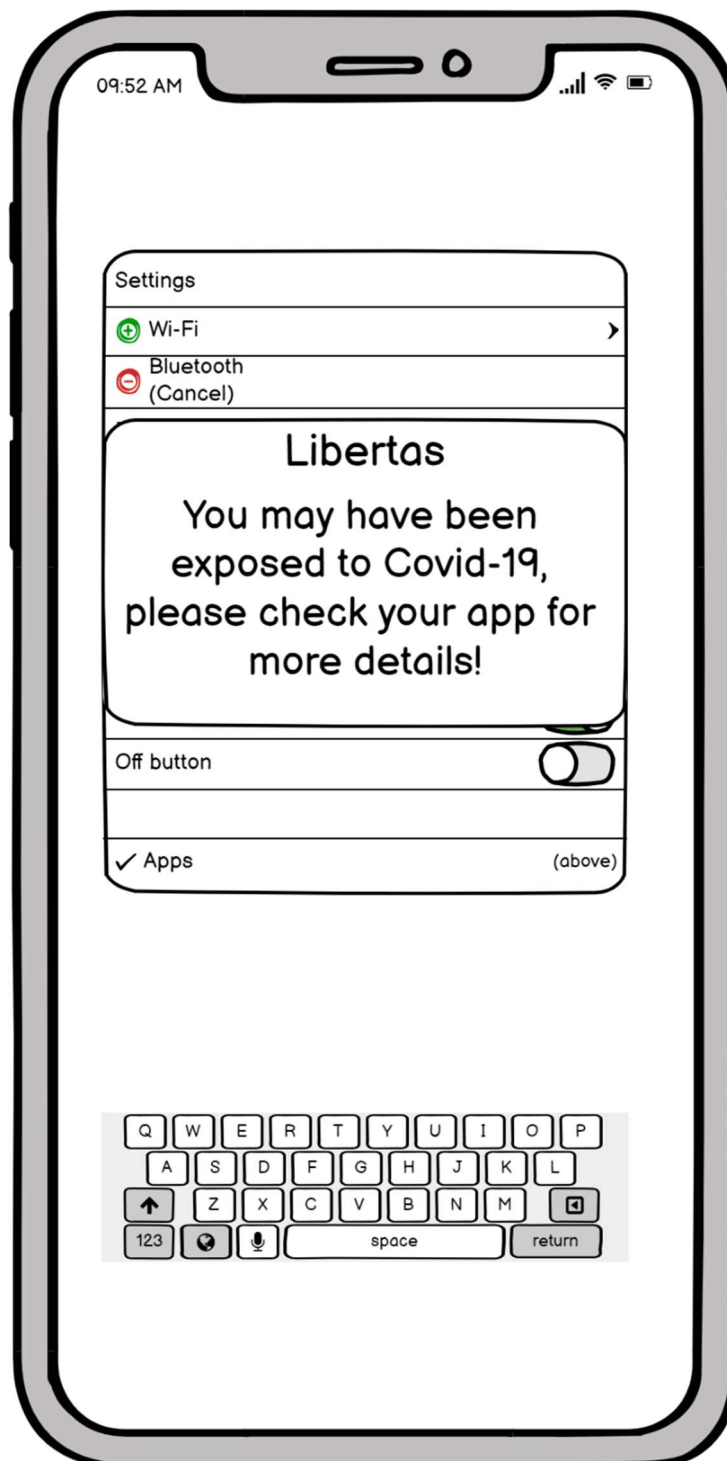 09:52 AM
Settings
Wi-Fi
Bluetooth
(Cancel)
Libertas
You may have been
exposed to Covid-19,
please check your app for
more details!
Off button
Apps (above)
Q W E R T Y U I O P
A S D F G H J K L
Z X C V B N M
123 space return